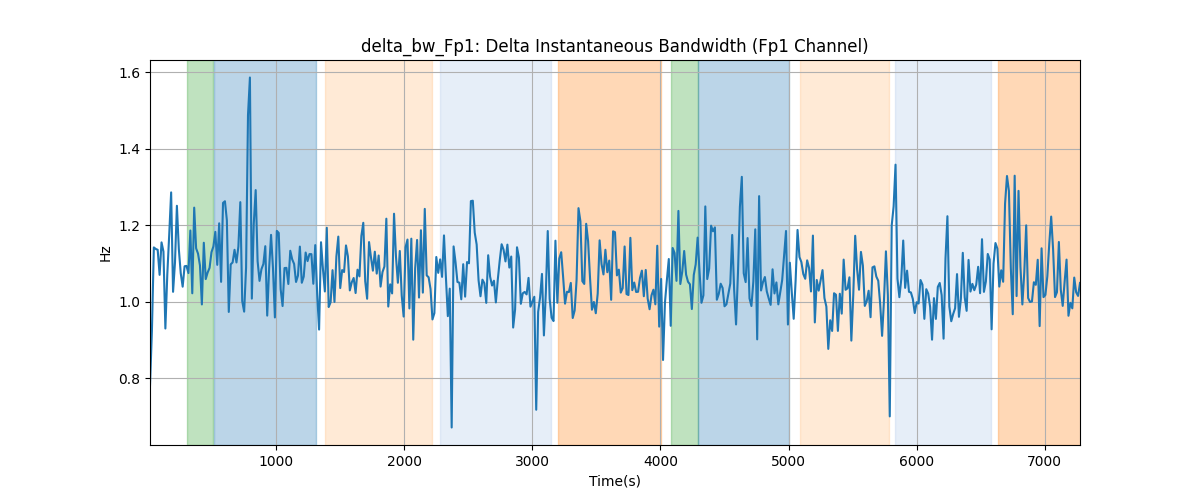 delta_bw_Fp1: Delta Instantaneous Bandwidth (Fp1 Channel)
1.6
1.4
1.2
1.0
0.8
Hz
1000 2000 3000 4000 5000 6000 7000
Time(s)